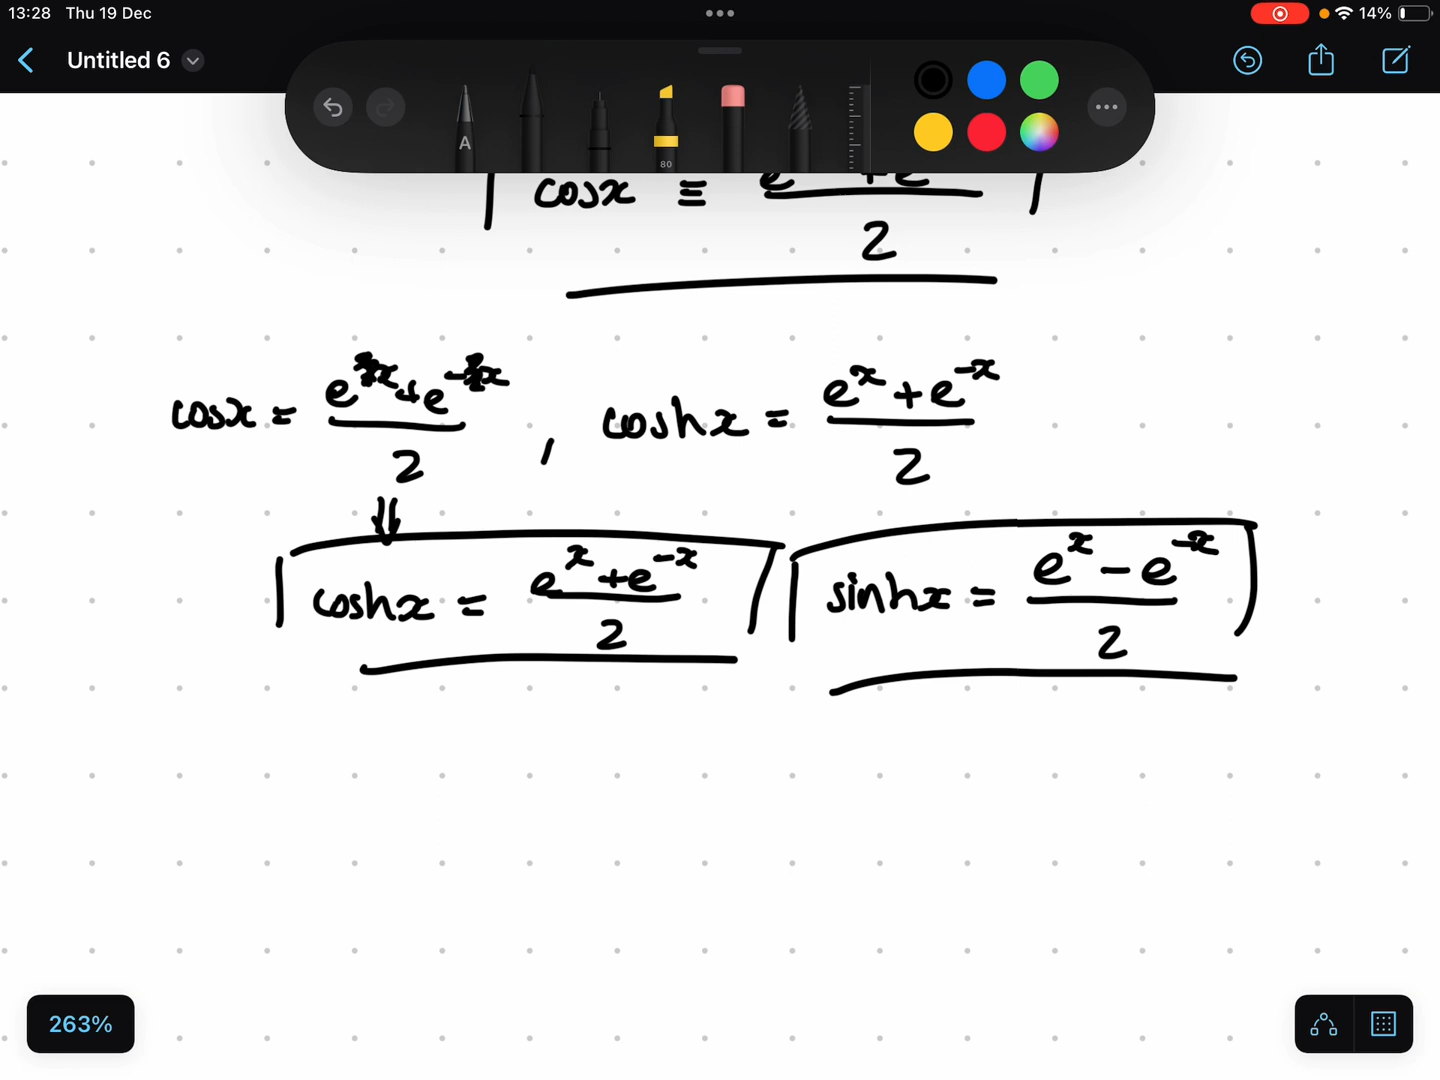 13:28 Thu 19 Dec 14%
Untitled 6
A 80
cosx ≡ e + e / 2
cosx = e x + e - x / 2 , coshx = e^x + e^-x / 2
⇓
coshx = e^x + e^-x / 2 sinhx = e^x - e^-x / 2
263%